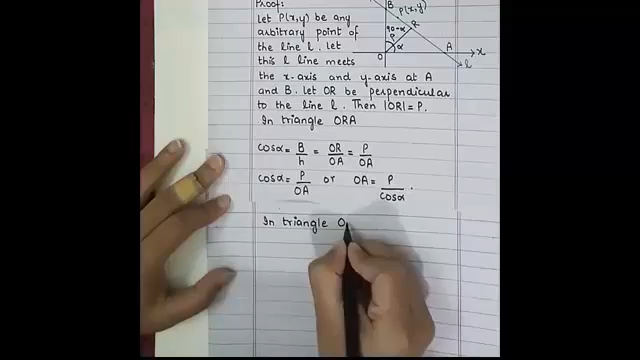 Proof:
Let P(x,y) be any
arbitrary point of
the line l. Let
this l line meets
the x-axis and y-axis at A
and B. Let OR be perpendicular
to the line l. Then |OR|=P.
In triangle ORA
cosα = B/h = OR/OA = P/OA
cosα = P/OA or OA = P/cosα.
In triangle O
B
P(x,y)
R
90-α
P
α
A
x
O
l